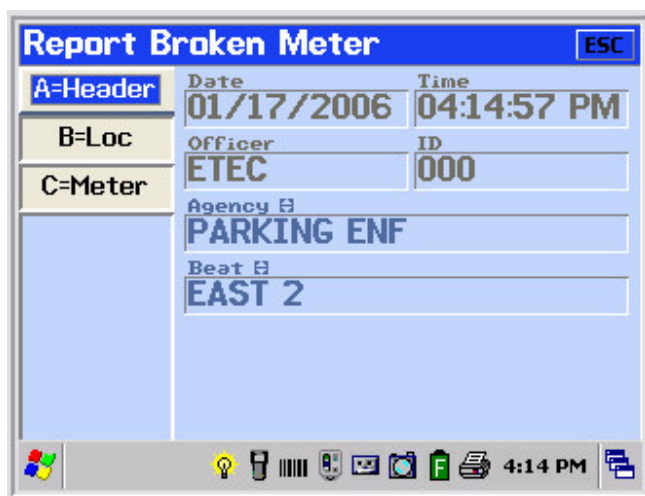 Report Broken Meter ESC
A=Header
B=Loc
C=Meter
Date Time
01/17/2006 04:14:57 PM
Officer ID
ETEC 000
Agency
PARKING ENF
Beat
EAST 2
F 4:14 PM